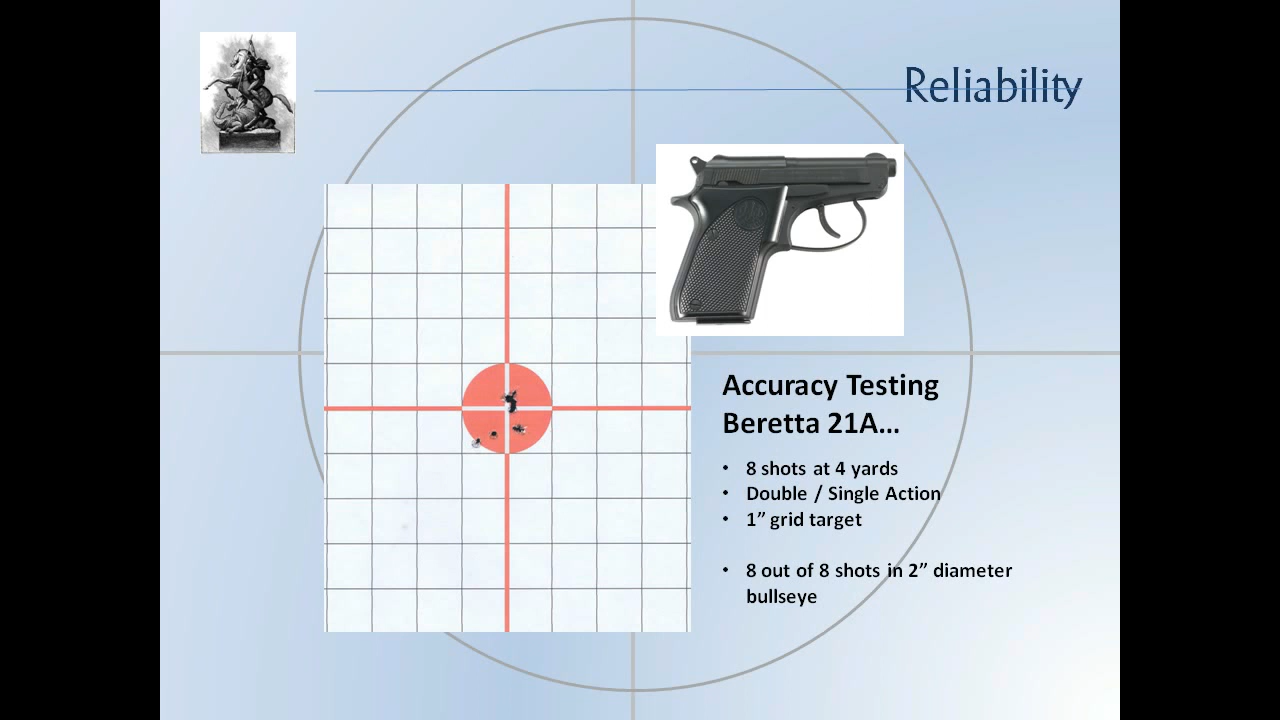 Reliability
Accuracy Testing
Beretta 21A...
• 8 shots at 4 yards
• Double / Single Action
• 1” grid target
• 8 out of 8 shots in 2” diameter
bullseye